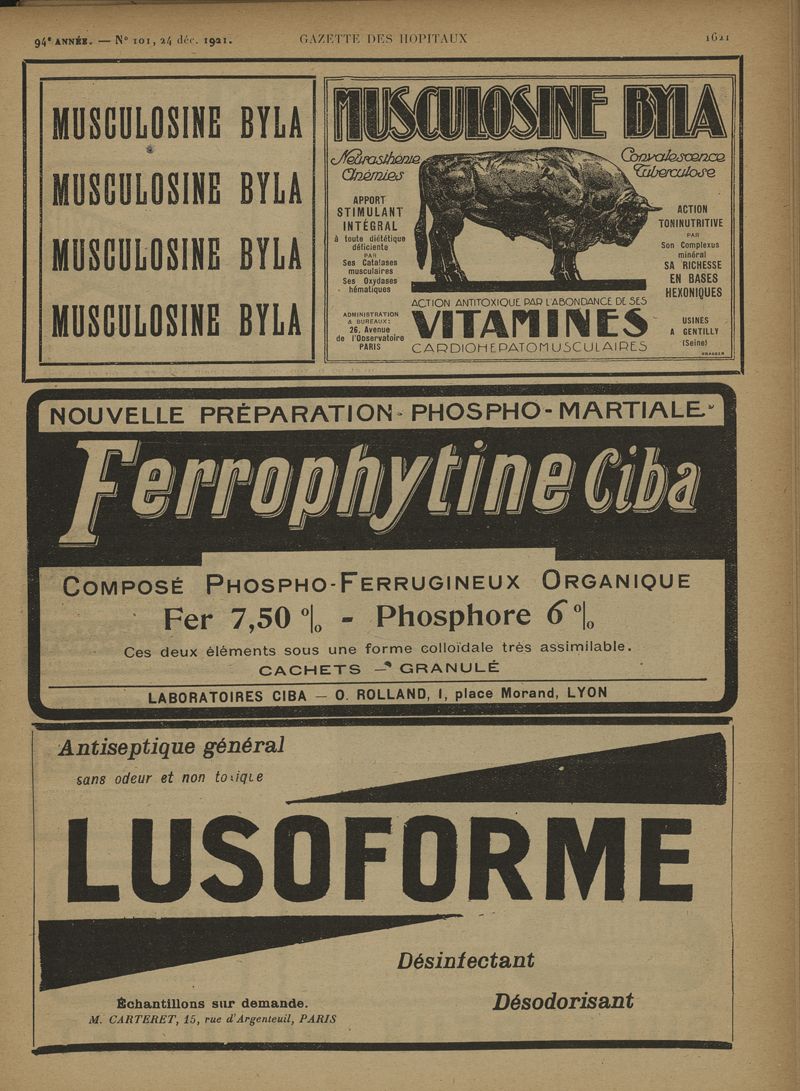 94e ANNÉE. — No 101, 24 déc. 1921.
GAZETTE DES HOPITAUX
1621
MUSCULOSINE BYLA
MUSCULOSINE BYLA
MUSCULOSINE BYLA
MUSCULOSINE BYLA
MUSCULOSINE BYLA
Neurasthenie
Anémies
Convalescence
Tuberculose
APPORT
STIMULANT
INTÉGRAL
à toute diététique
déficiente
PAR
Ses Catalases
musculaires
Ses Oxydases
hématiques
ADMINISTRATION
& BUREAUX:
26, Avenue
de l'Observatoire
PARIS
ACTION
TONINUTRITIVE
PAR
Son Complexus
minéral
SA RICHESSE
EN BASES
HEXONIQUES
USINES
A GENTILLY
(Seine)
ACTION ANTITOXIQUE PAR L'ABONDANCE DE SES
VITAMINES
CARDIOHEPATOMUSCULAIRES
NOUVELLE PRÉPARATION - PHOSPHO-MARTIALE
Ferrophytine Ciba
COMPOSÉ PHOSPHO-FERRUGINEUX ORGANIQUE
Fer 7,50 % - Phosphore 6 %
Ces deux éléments sous une forme colloïdale très assimilable.
CACHETS — GRANULÉ
LABORATOIRES CIBA — O. ROLLAND, 1, place Morand, LYON
Antiseptique général
sans odeur et non toxique
LUSOFORME
Désinfectant
Désodorisant
Échantillons sur demande.
M. CARTERET, 15, rue d'Argenteuil, PARIS